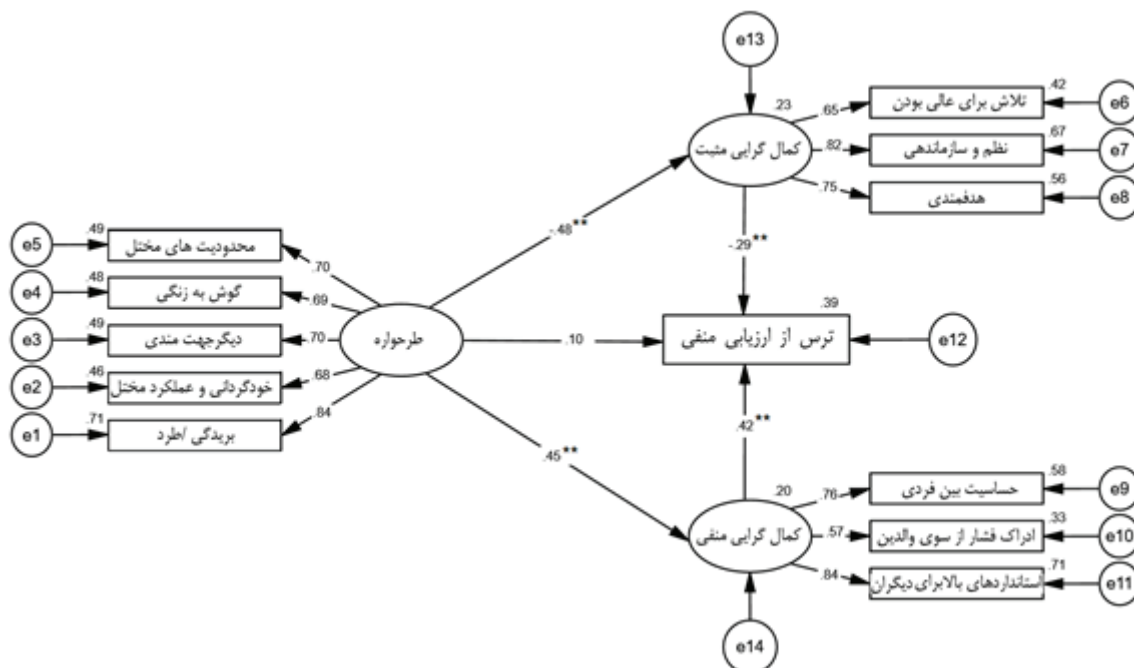 e13
.23
کمال گرایی مثبت
.65
.82
.75
.42
تلاش برای عالی بودن
e6
.67
نظم و سازماندهی
e7
.56
هدفمندی
e8
-.48**
-.29**
e5
.49
محدودیت های مختل
.70
e4
.48
گوش به زنگی
.69
e3
.49
دیگرجهت مندی
.70
e2
.46
خودگردانی و عملکرد مختل
.68
e1
.71
بریدگی /طرد
.84
طرحواره
.10
.39
ترس از ارزیابی منفی
e12
.45**
.42**
.20
کمال گرایی منفی
.76
.57
.84
.58
حساسیت بین فردی
e9
.33
ادراک فشار از سوی والدین
e10
.71
استانداردهای بالابرای دیگران
e11
e14